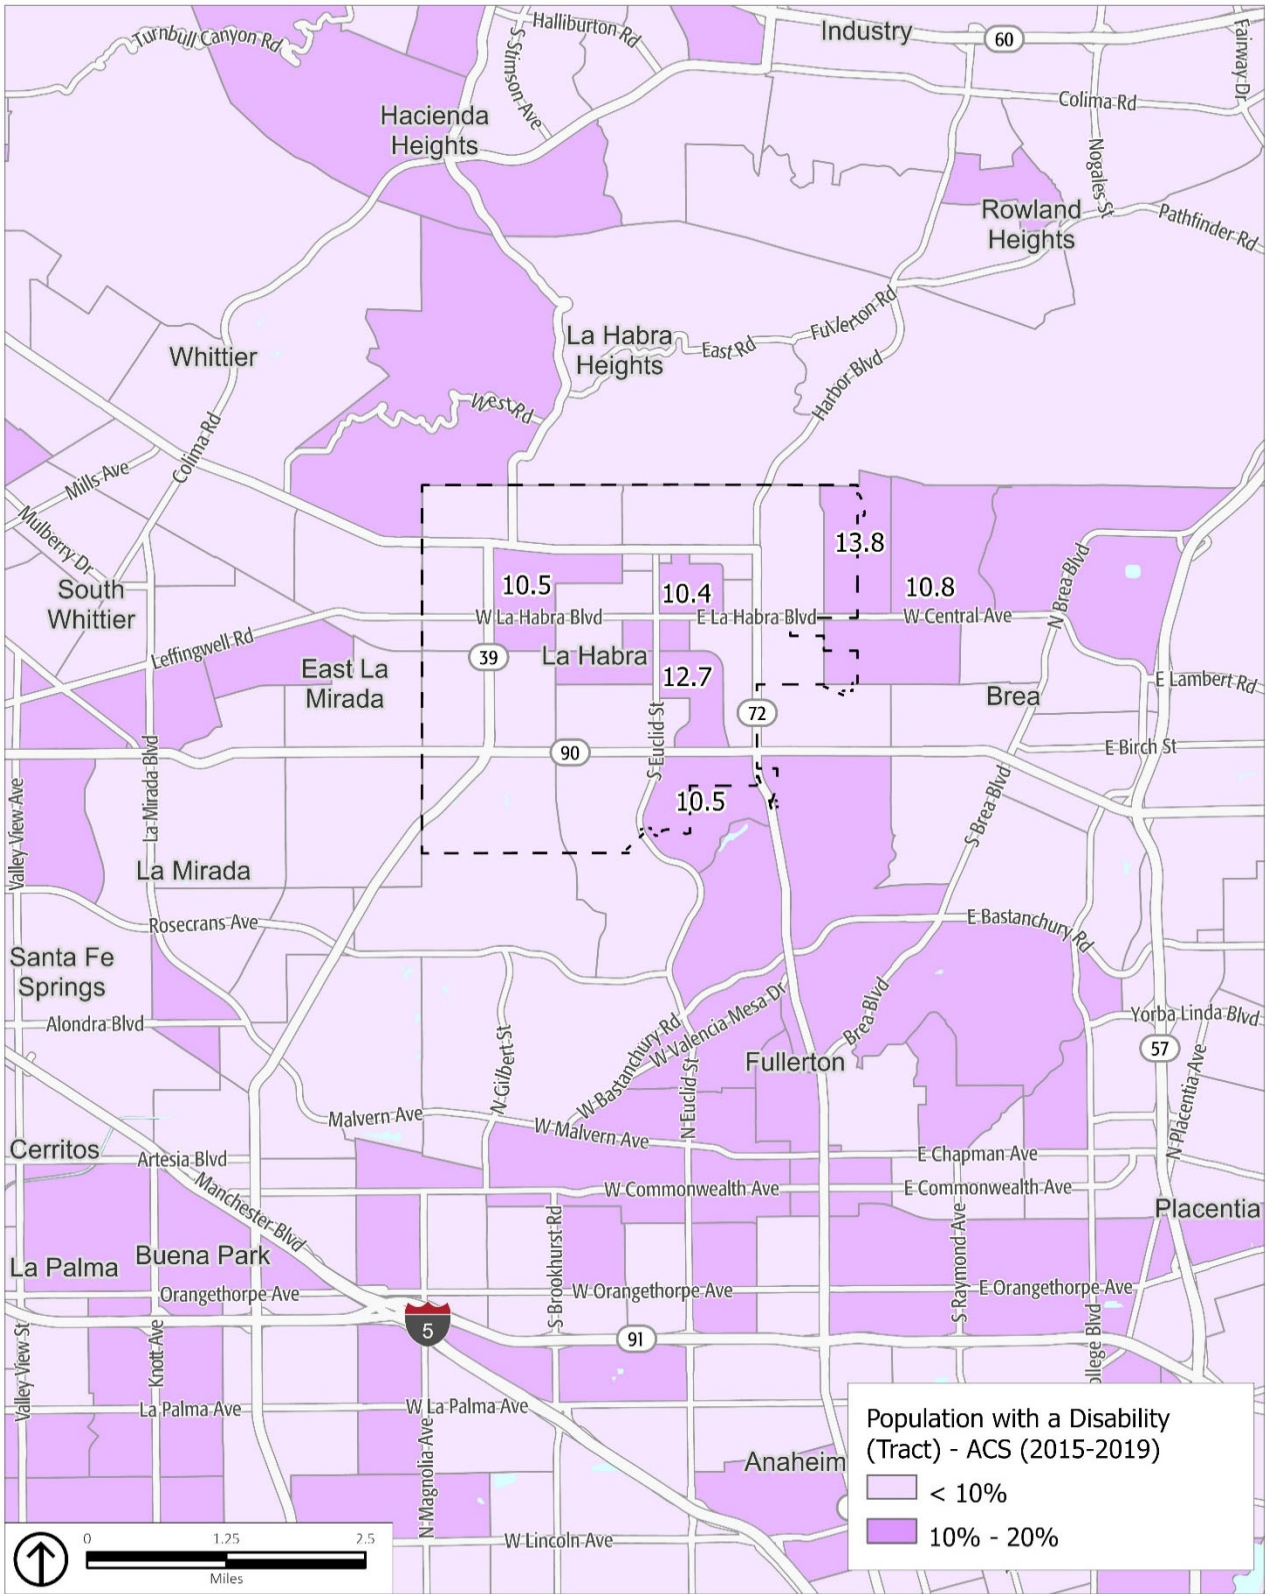 Turnbull Canyon Rd
Halliburton Rd
S Stimson Ave
Industry
60
Fairway Dr
Colima Rd
Hacienda
Heights
Nogales St
Rowland
Heights
Pathfinder Rd
Fullerton Rd
La Habra
Heights
East Rd
Whittier
Harbor Blvd
West Rd
Colima Rd
Mills Ave
Mulberry Dr
13.8
N Brea Blvd
South
Whittier
10.5
10.4
10.8
W La Habra Blvd
E La Habra Blvd
W Central Ave
Leffingwell Rd
39
La Habra
East La
Mirada
12.7
E Lambert Rd
Brea
72
S Euclid St
90
E Birch St
La Mirada Blvd
Valley View Ave
10.5
S Brea Blvd
La Mirada
Rosecrans Ave
E Bastanchury Rd
Santa Fe
Springs
Alondra Blvd
W Valencia Mesa Dr
W Bastanchury Rd
Brea Blvd
Yorba Linda Blvd
57
N Gilbert St
Fullerton
N Euclid St
N Placentia Ave
Malvern Ave
W Malvern Ave
Cerritos
Artesia Blvd
E Chapman Ave
Manchester Blvd
W Commonwealth Ave
E Commonwealth Ave
Placentia
La Palma
Buena Park
S Brookhurst Rd
S Raymond Ave
Orangethorpe Ave
W Orangethorpe Ave
E Orangethorpe Ave
5
91
Valley View St
Knott Ave
ollege Blvd
La Palma Ave
W La Palma Ave
N Magnolia Ave
Anaheim
W Lincoln Ave
Population with a Disability
(Tract) - ACS (2015-2019)
< 10%
10% - 20%
0 1.25 2.5
Miles